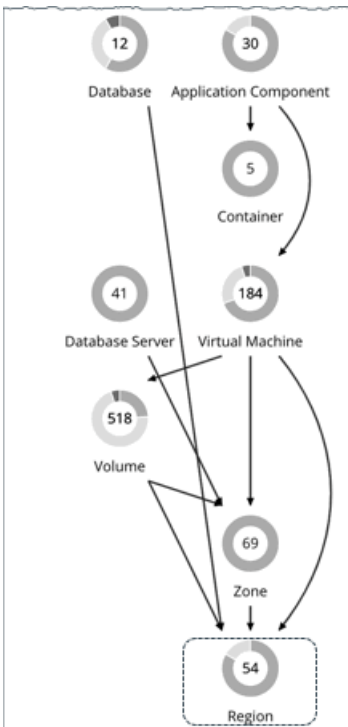 12
30
Database
Application Component
5
Container
41
184
Database Server
Virtual Machine
518
Volume
69
Zone
54
Region